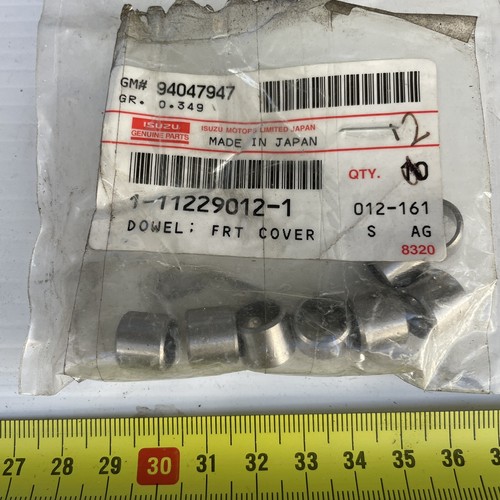 GM# 94047947
GR. 0.349
ISUZU
GENUINE PARTS
ISUZU MOTORS LIMITED JAPAN
MADE IN JAPAN
12
QTY.
1-11229012-1
012-161
DOWEL; FRT COVER
S AG
8320
27 28 29 30 31 32 33 34 35 36